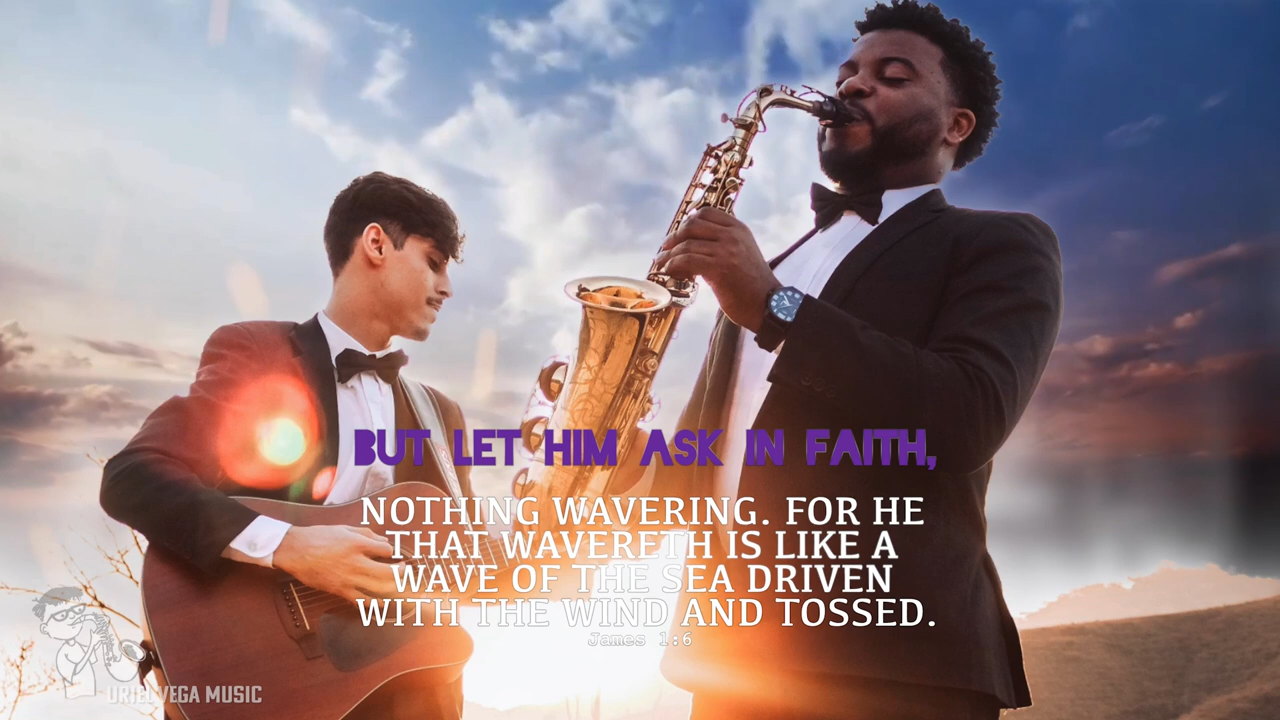 BUT LET HIM ASK IN FAITH,
NOTHING WAVERING. FOR HE
THAT WAVERETH IS LIKE A
WAVE OF THE SEA DRIVEN
WITH THE WIND AND TOSSED.
James 1:6
URIEL VEGA MUSIC